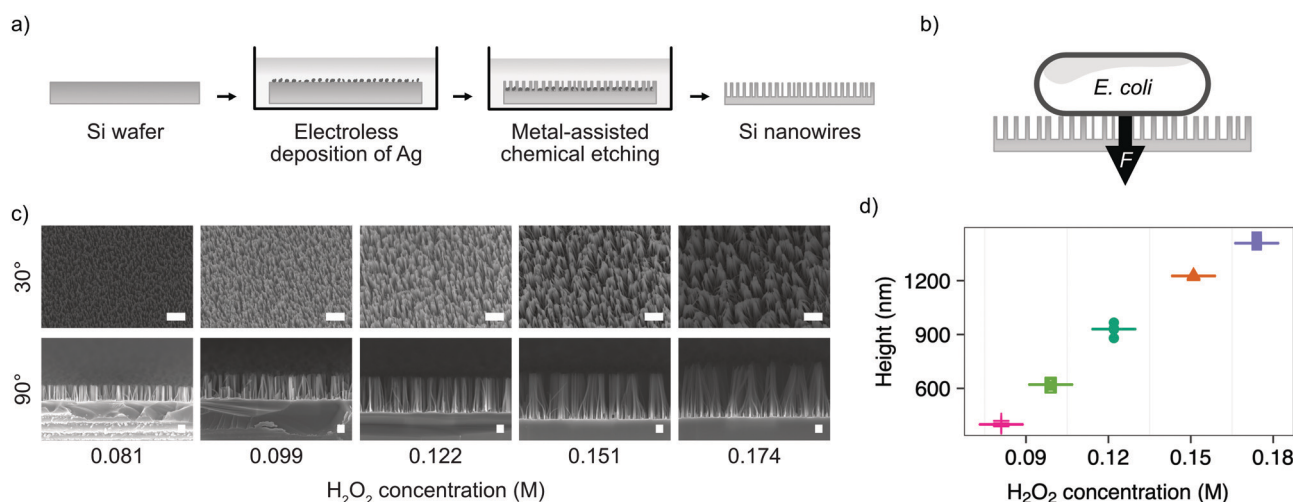 a)
Si wafer
Electroless
deposition of Ag
Metal-assisted
chemical etching
Si nanowires
b)
E. coli
F
c)
30°
90°
0.081
0.099
0.122
0.151
0.174
H₂O₂ concentration (M)
d)
Height (nm)
1200
900
600
0.09
0.12
0.15
0.18
H₂O₂ concentration (M)